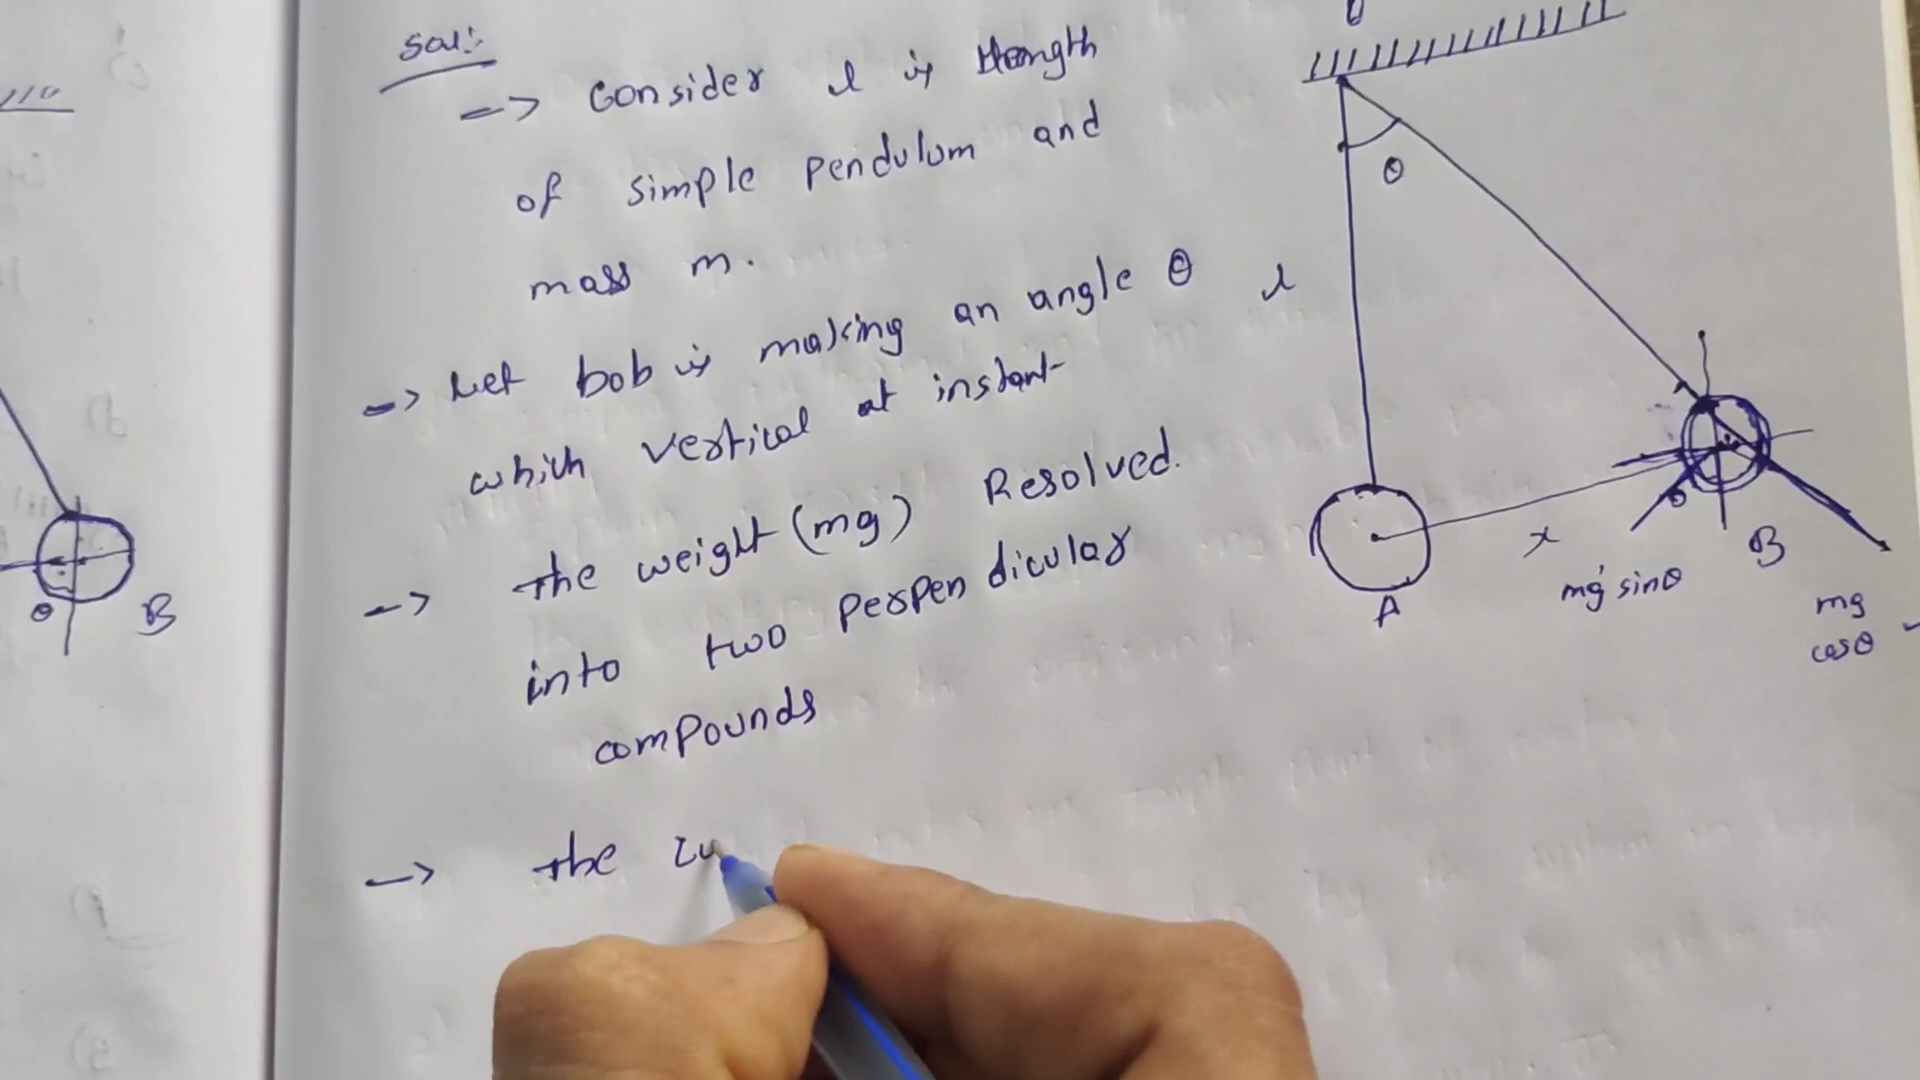 Sol:
-> Consider l is length
of simple pendulum and
mass m.
-> Let bob is making an angle θ
which vertical at instant
-> the weight (mg) Resolved.
into two perpendicular
compounds
-> the
θ
l
x
A
B
θ
mg sinθ
mg
cosθ
θ
B